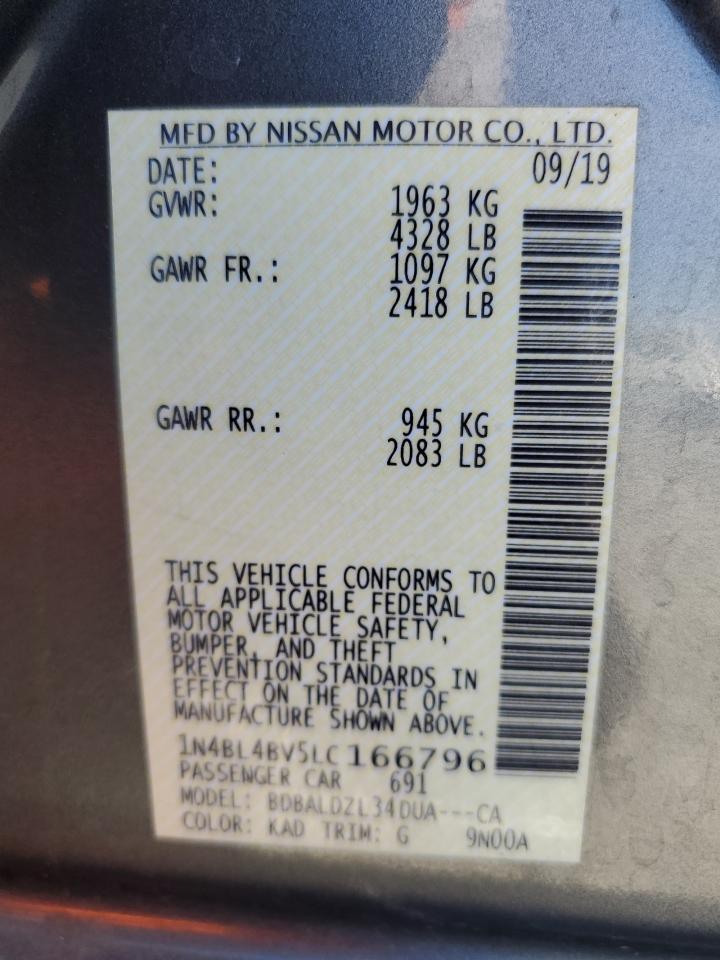 MFD BY NISSAN MOTOR CO., LTD.
DATE: 09/19
GVWR: 1963 KG
4328 LB
GAWR FR.: 1097 KG
2418 LB
GAWR RR.: 945 KG
2083 LB
THIS VEHICLE CONFORMS TO
ALL APPLICABLE FEDERAL
MOTOR VEHICLE SAFETY,
BUMPER, AND THEFT
PREVENTION STANDARDS IN
EFFECT ON THE DATE OF
MANUFACTURE SHOWN ABOVE.
1N4BL4BV5LC166796
PASSENGER CAR 691
MODEL: BDBALDZL34DUA---CA
COLOR: KAD TRIM: G 9N00A